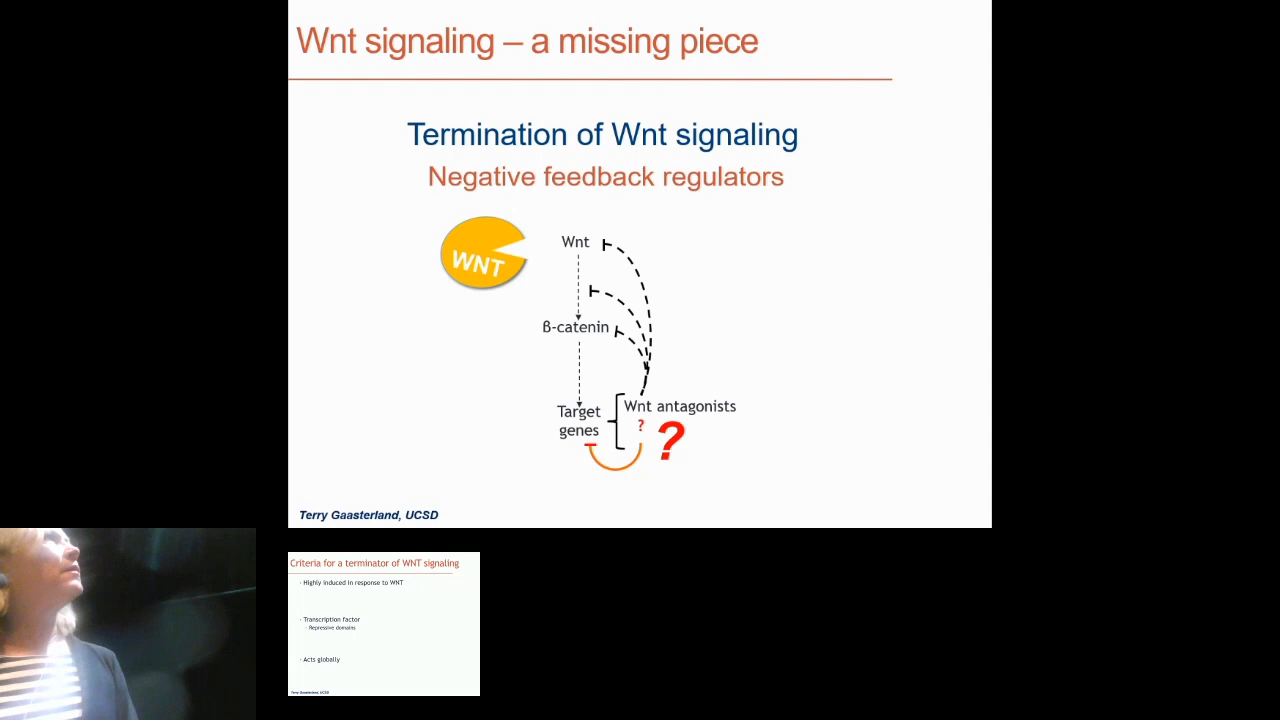 Wnt signaling – a missing piece
Termination of Wnt signaling
Negative feedback regulators
WNT
Wnt
ß-catenin
Target
genes
Wnt antagonists
?
?
Terry Gaasterland, UCSD
Criteria for a terminator of WNT signaling
· Highly induced in response to WNT
· Transcription factor
· Repressive domains
· Acts globally
Terry Gaasterland, UCSD